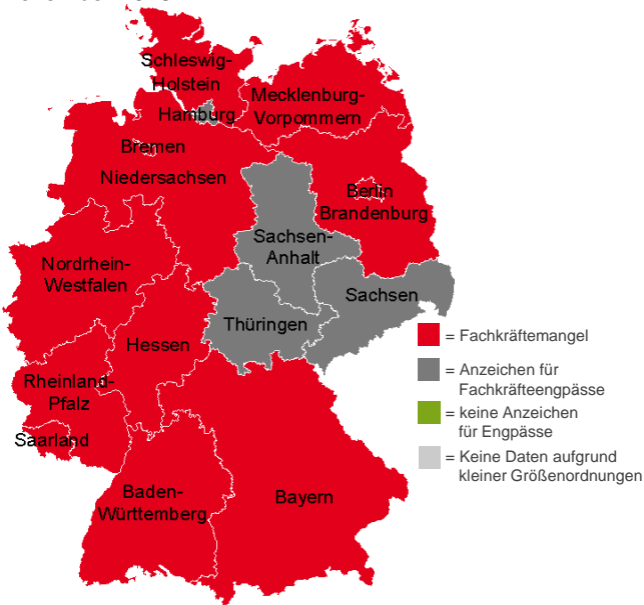 Schleswig-
Holstein
Mecklenburg-
Vorpommern
Hamburg
Bremen
Niedersachsen
Berlin
Brandenburg
Sachsen-
Anhalt
Nordrhein-
Westfalen
Sachsen
Thüringen
Hessen
Rheinland-
Pfalz
Saarland
Baden-
Württemberg
Bayern
= Fachkräftemangel
= Anzeichen für
Fachkräfteengpässe
= keine Anzeichen
für Engpässe
= Keine Daten aufgrund
kleiner Größenordnungen